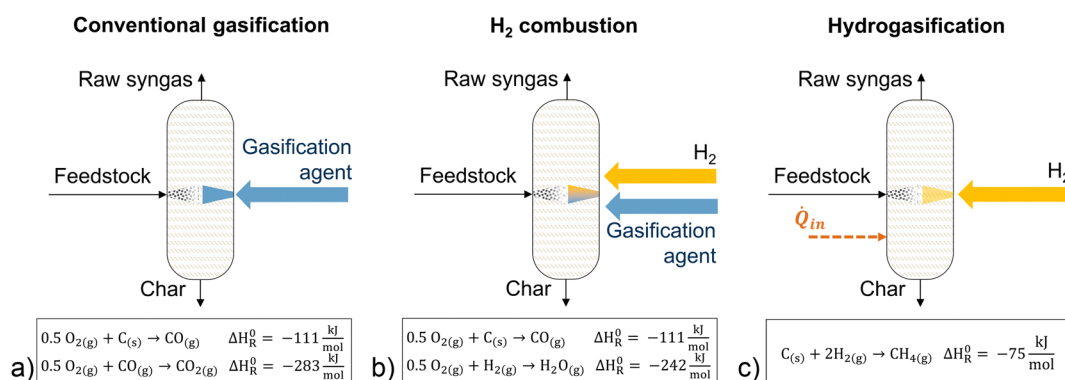 Conventional gasification
Raw syngas
Gasification
agent
Feedstock
Char
a)
0.5 O₂(g) + C(s) → CO(g) ΔH⁰R = −111 kJ/mol
0.5 O₂(g) + CO(g) → CO₂(g) ΔH⁰R = −283 kJ/mol
H₂ combustion
Raw syngas
H₂
Feedstock
Gasification
agent
Char
b)
0.5 O₂(g) + C(s) → CO(g) ΔH⁰R = −111 kJ/mol
0.5 O₂(g) + H₂(g) → H₂O(g) ΔH⁰R = −242 kJ/mol
Hydrogasification
Raw syngas
Feedstock
H₂
Q̇in
Char
c)
C(s) + 2H₂(g) → CH₄(g) ΔH⁰R = −75 kJ/mol